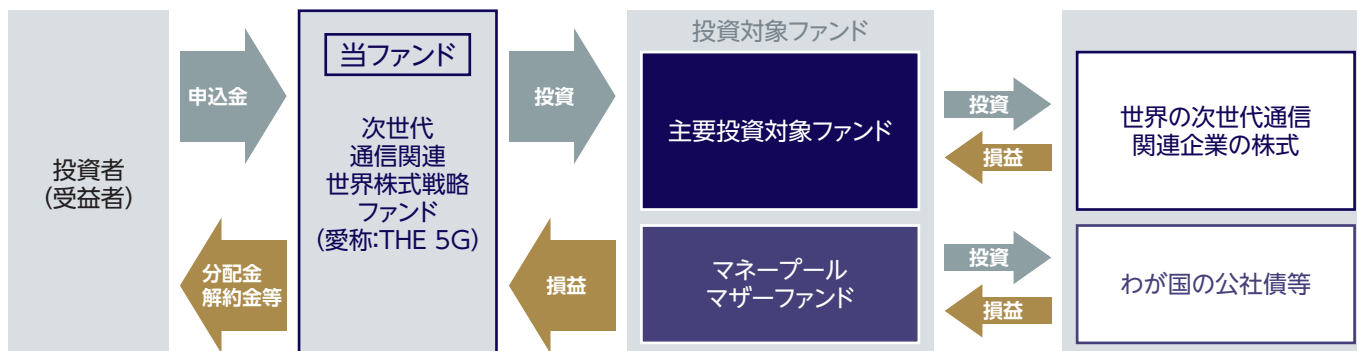 投資者
(受益者)
申込金
分配金
解約金等
当ファンド
次世代
通信関連
世界株式戦略
ファンド
(愛称:THE 5G)
投資
損益
投資対象ファンド
主要投資対象ファンド
マネープール
マザーファンド
投資
損益
投資
損益
世界の次世代通信
関連企業の株式
わが国の公社債等